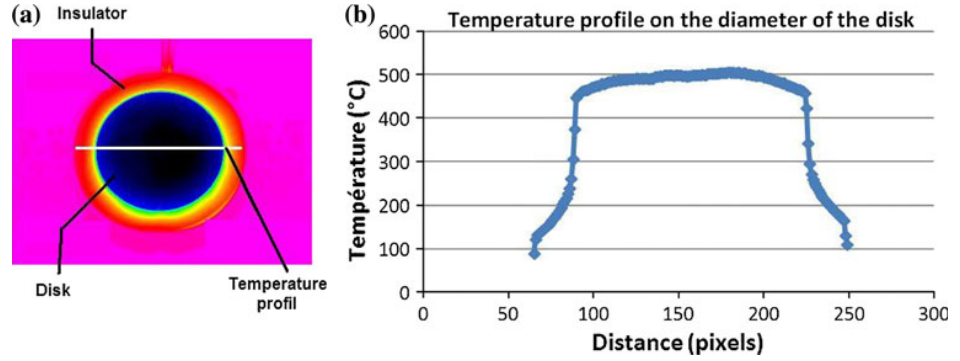 (a)
Insulator
Disk
Temperature
profil
(b)
Temperature profile on the diameter of the disk
Température (°C)
600
500
400
300
200
100
0
0 50 100 150 200 250 300
Distance (pixels)